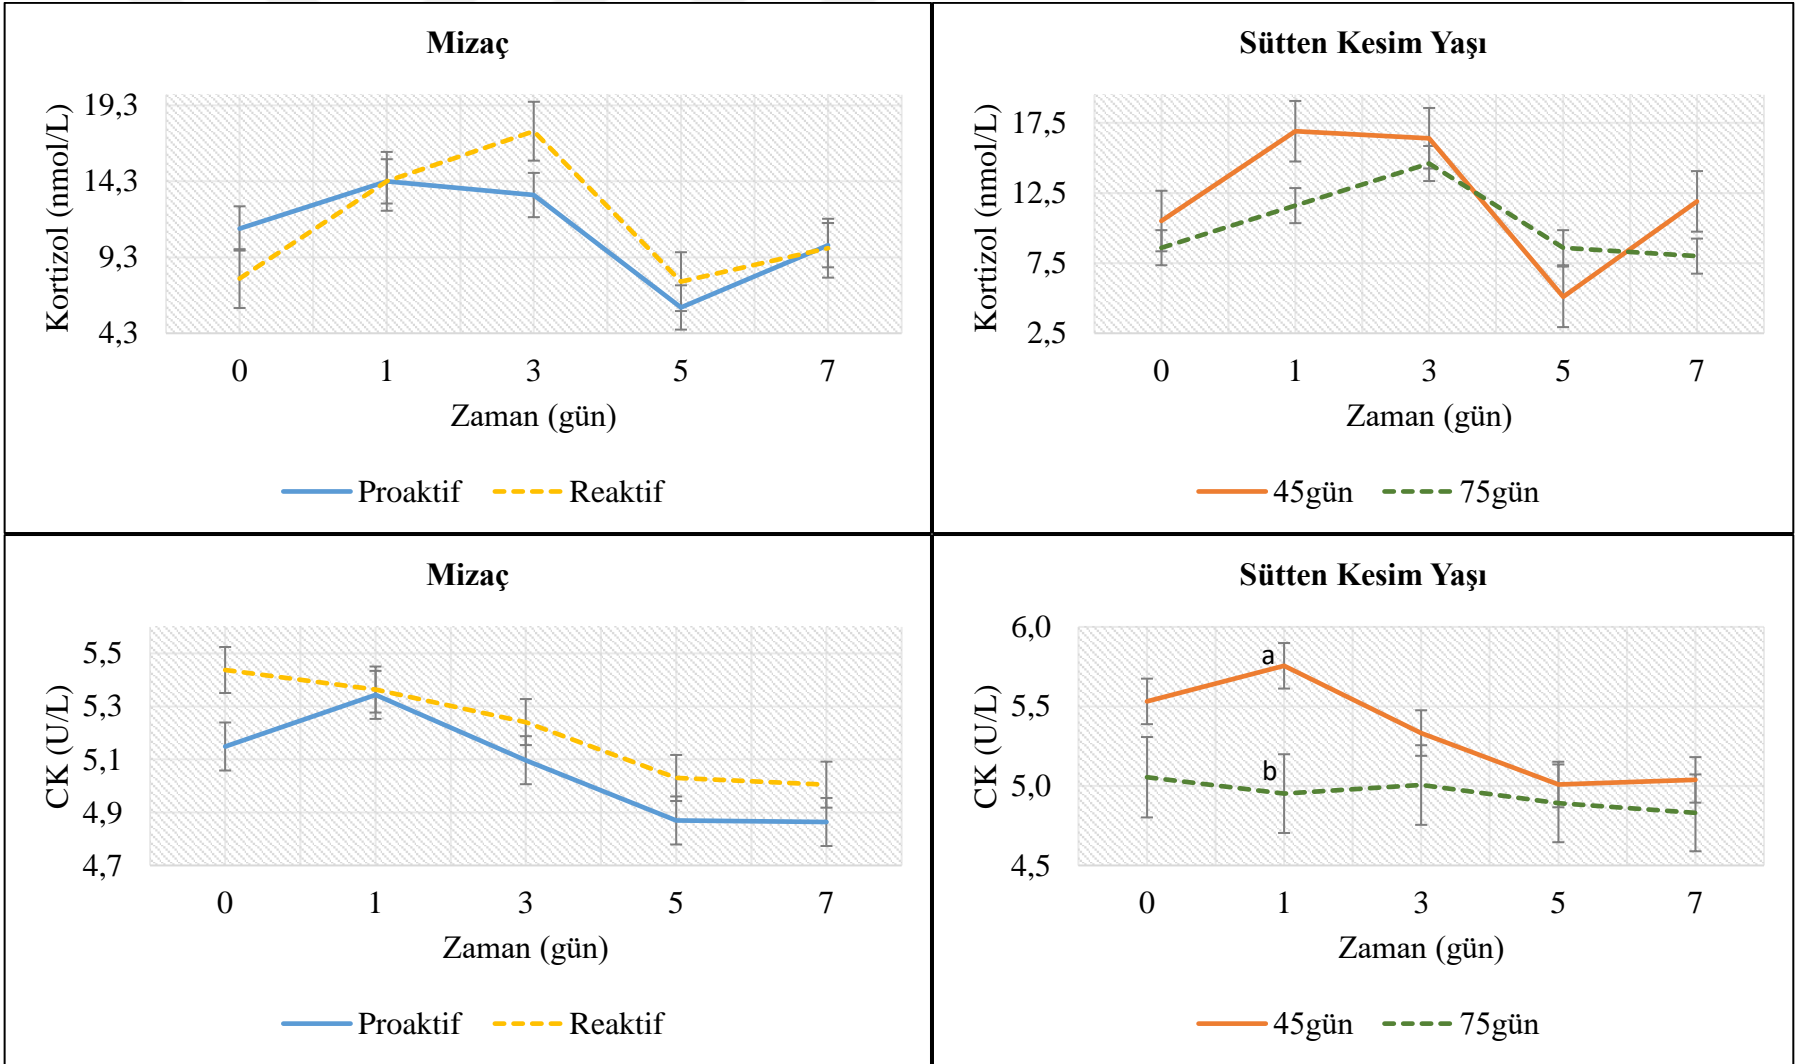 Mizaç
Kortizol (nmol/L)
19,3
14,3
9,3
4,3
0 1 3 5 7
Zaman (gün)
Proaktif Reaktif
Sütten Kesim Yaşı
Kortizol (nmol/L)
17,5
12,5
7,5
2,5
0 1 3 5 7
Zaman (gün)
45gün 75gün
Mizaç
CK (U/L)
5,5
5,3
5,1
4,9
4,7
0 1 3 5 7
Zaman (gün)
Proaktif Reaktif
Sütten Kesim Yaşı
CK (U/L)
6,0
5,5
5,0
4,5
a
b
0 1 3 5 7
Zaman (gün)
45gün 75gün